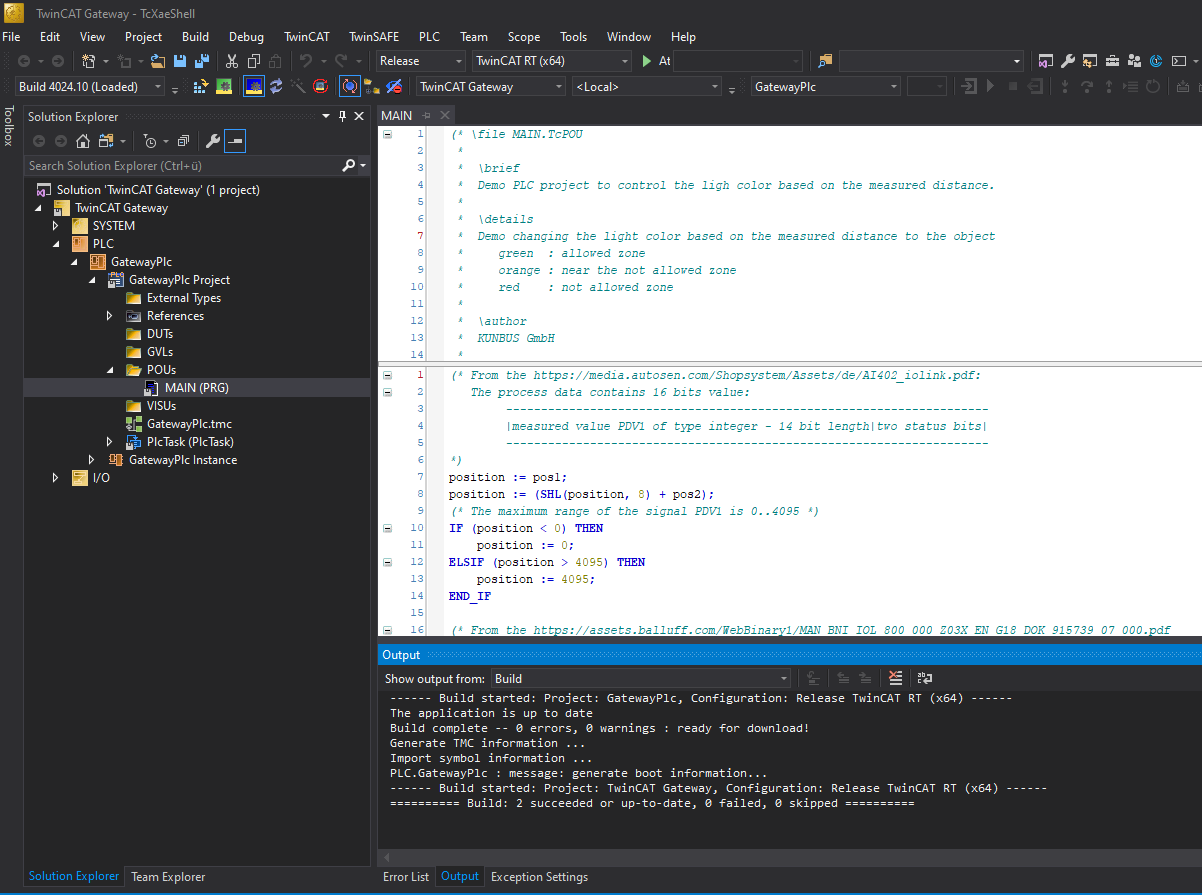 TwinCAT Gateway - TcXaeShell
File Edit View Project Build Debug TwinCAT TwinSAFE PLC Team Scope Tools Window Help
Release TwinCAT RT (x64) At
Build 4024.10 (Loaded) TwinCAT Gateway <Local> GatewayPlc
Toolbox
Solution Explorer
Search Solution Explorer (Ctrl+ü)
Solution 'TwinCAT Gateway' (1 project)
TwinCAT Gateway
SYSTEM
PLC
GatewayPlc
GatewayPlc Project
External Types
References
DUTs
GVLs
POUs
MAIN (PRG)
VISUs
GatewayPlc.tmc
PlcTask (PlcTask)
GatewayPlc Instance
I/O
Solution Explorer Team Explorer
MAIN
1 (* \file MAIN.TcPOU
2 *
3 * \brief
4 * Demo PLC project to control the ligh color based on the measured distance.
5 *
6 * \details
7 * Demo changing the light color based on the measured distance to the object
8 * green : allowed zone
9 * orange : near the not allowed zone
10 * red : not allowed zone
11 *
12 * \author
13 * KUNBUS GmbH
14 *
1 (* From the https://media.autosen.com/Shopsystem/Assets/de/AI402_iolink.pdf:
2 The process data contains 16 bits value:
3 ---------------------------------------------------------------------
4 |measured value PDV1 of type integer - 14 bit length|two status bits|
5 ---------------------------------------------------------------------
6 *)
7 position := pos1;
8 position := (SHL(position, 8) + pos2);
9 (* The maximum range of the signal PDV1 is 0..4095 *)
10 IF (position < 0) THEN
11 position := 0;
12 ELSIF (position > 4095) THEN
13 position := 4095;
14 END_IF
15
16 (* From the https://assets.balluff.com/WebBinary1/MAN_BNI_IOL_800_000_Z03X_EN_G18_DOK_915739_07_000.pdf
Output
Show output from: Build
------ Build started: Project: GatewayPlc, Configuration: Release TwinCAT RT (x64) ------
The application is up to date
Build complete -- 0 errors, 0 warnings : ready for download!
Generate TMC information ...
Import symbol information ...
PLC.GatewayPlc : message: generate boot information...
------ Build started: Project: TwinCAT Gateway, Configuration: Release TwinCAT RT (x64) ------
========== Build: 2 succeeded or up-to-date, 0 failed, 0 skipped ==========
Error List Output Exception Settings